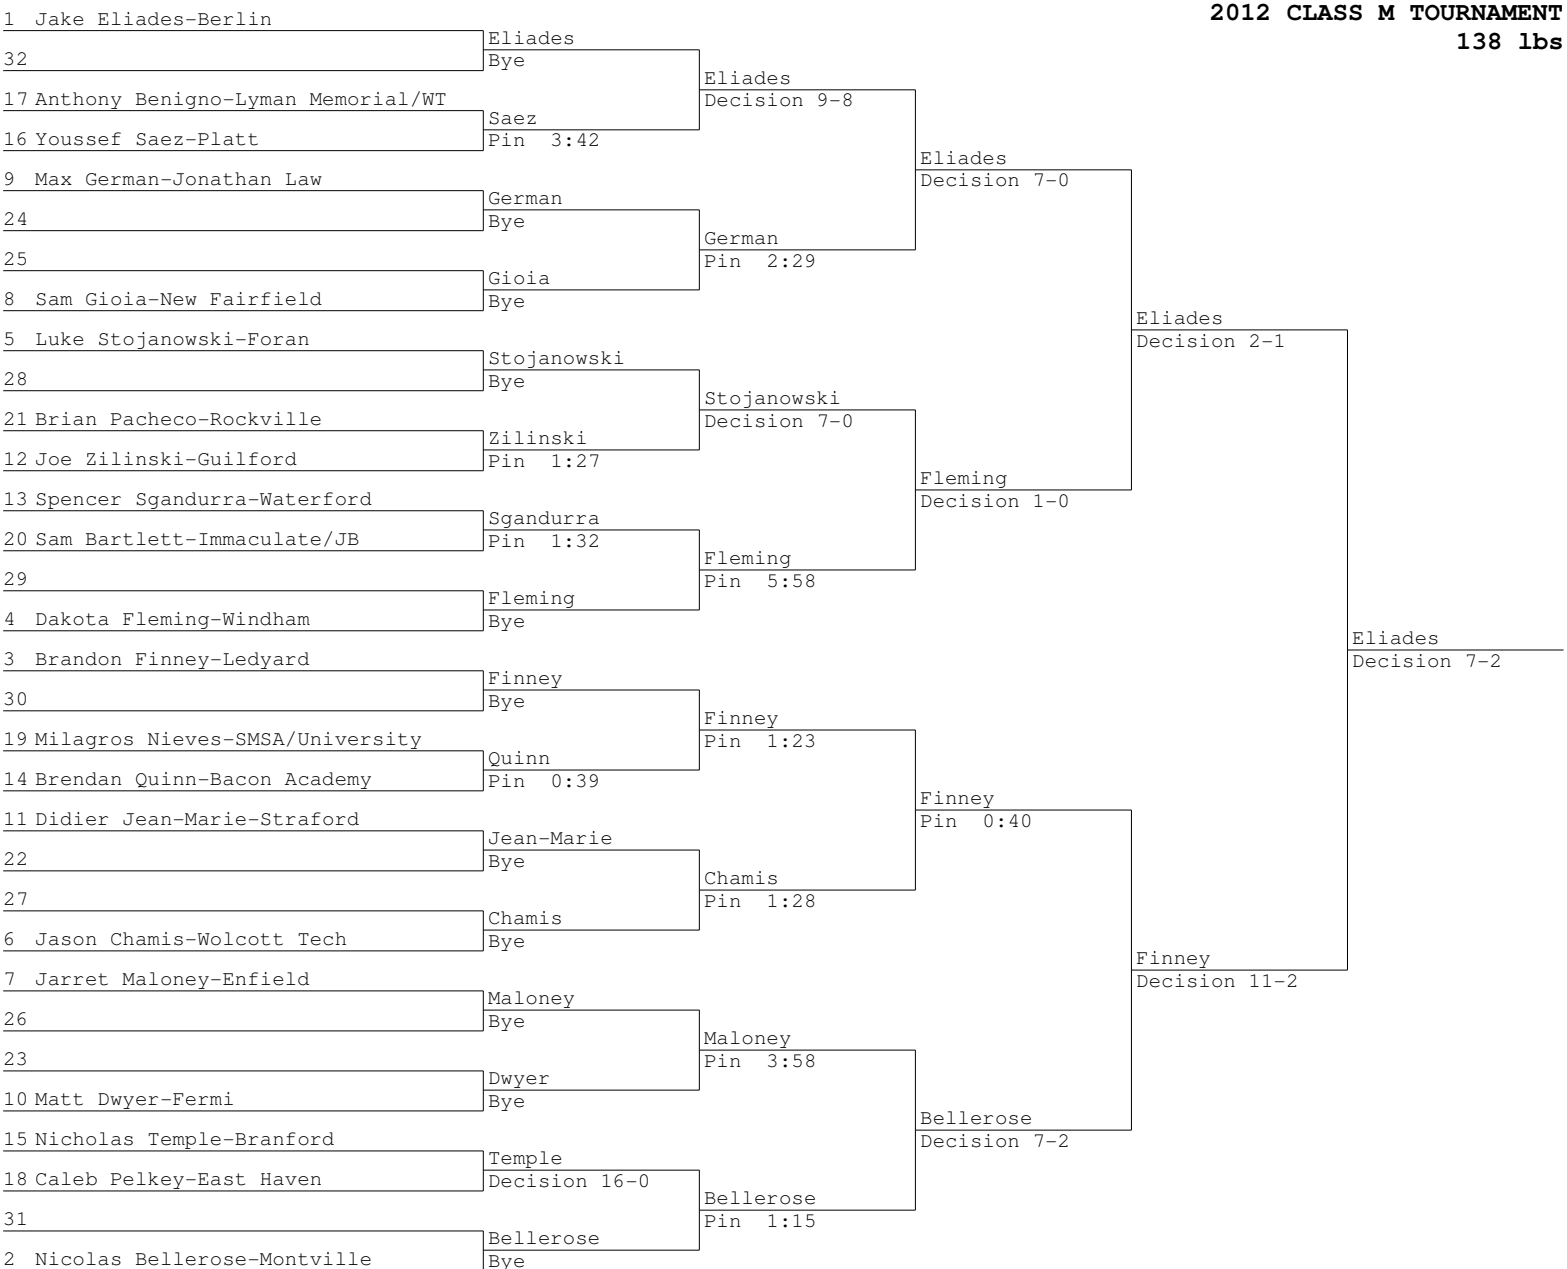 2012 CLASS M TOURNAMENT
138 lbs
1 Jake Eliades-Berlin
32
17 Anthony Benigno-Lyman Memorial/WT
16 Youssef Saez-Platt
9 Max German-Jonathan Law
24
25
8 Sam Gioia-New Fairfield
5 Luke Stojanowski-Foran
28
21 Brian Pacheco-Rockville
12 Joe Zilinski-Guilford
13 Spencer Sgandurra-Waterford
20 Sam Bartlett-Immaculate/JB
29
4 Dakota Fleming-Windham
3 Brandon Finney-Ledyard
30
19 Milagros Nieves-SMSA/University
14 Brendan Quinn-Bacon Academy
11 Didier Jean-Marie-Straford
22
27
6 Jason Chamis-Wolcott Tech
7 Jarret Maloney-Enfield
26
23
10 Matt Dwyer-Fermi
15 Nicholas Temple-Branford
18 Caleb Pelkey-East Haven
31
2 Nicolas Bellerose-Montville
Eliades
Bye
Saez
Pin 3:42
German
Bye
Gioia
Bye
Stojanowski
Bye
Zilinski
Pin 1:27
Sgandurra
Pin 1:32
Fleming
Bye
Finney
Bye
Quinn
Pin 0:39
Jean-Marie
Bye
Chamis
Bye
Maloney
Bye
Dwyer
Bye
Temple
Decision 16-0
Bellerose
Bye
Eliades
Decision 9-8
German
Pin 2:29
Stojanowski
Decision 7-0
Fleming
Pin 5:58
Finney
Pin 1:23
Chamis
Pin 1:28
Maloney
Pin 3:58
Bellerose
Pin 1:15
Eliades
Decision 7-0
Fleming
Decision 1-0
Finney
Pin 0:40
Bellerose
Decision 7-2
Eliades
Decision 2-1
Finney
Decision 11-2
Eliades
Decision 7-2